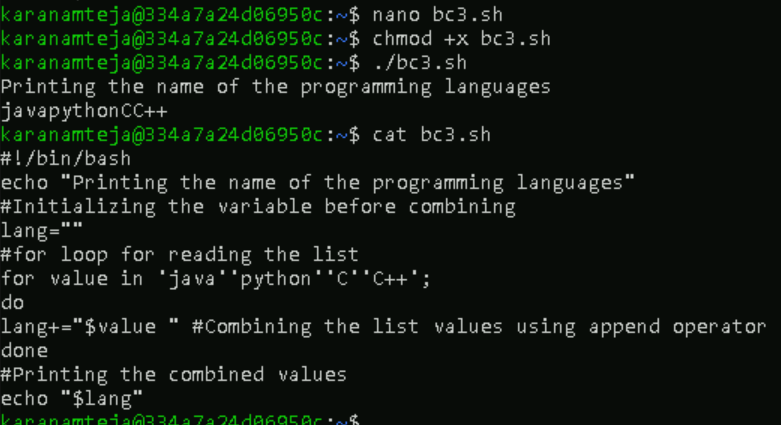 karanamteja@334a7a24d06950c:~$ nano bc3.sh
karanamteja@334a7a24d06950c:~$ chmod +x bc3.sh
karanamteja@334a7a24d06950c:~$ ./bc3.sh
Printing the name of the programming languages
javapythonCC++
karanamteja@334a7a24d06950c:~$ cat bc3.sh
#!/bin/bash
echo "Printing the name of the programming languages"
#Initializing the variable before combining
lang=""
#for loop for reading the list
for value in 'java''python''C''C++';
do
lang+="$value " #Combining the list values using append operator
done
#Printing the combined values
echo "$lang"
karanamteja@334a7a24d06950c:~$